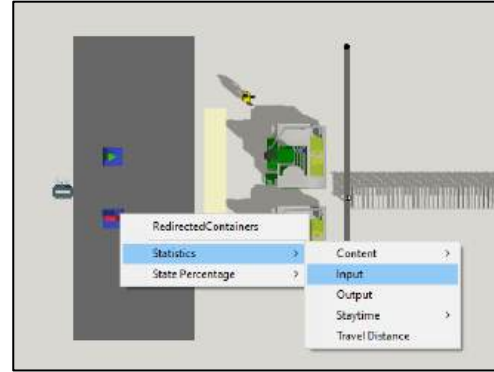 RedirectedContainers
Statistics
State Percentage
Content
Input
Output
Staytime
Travel Distance